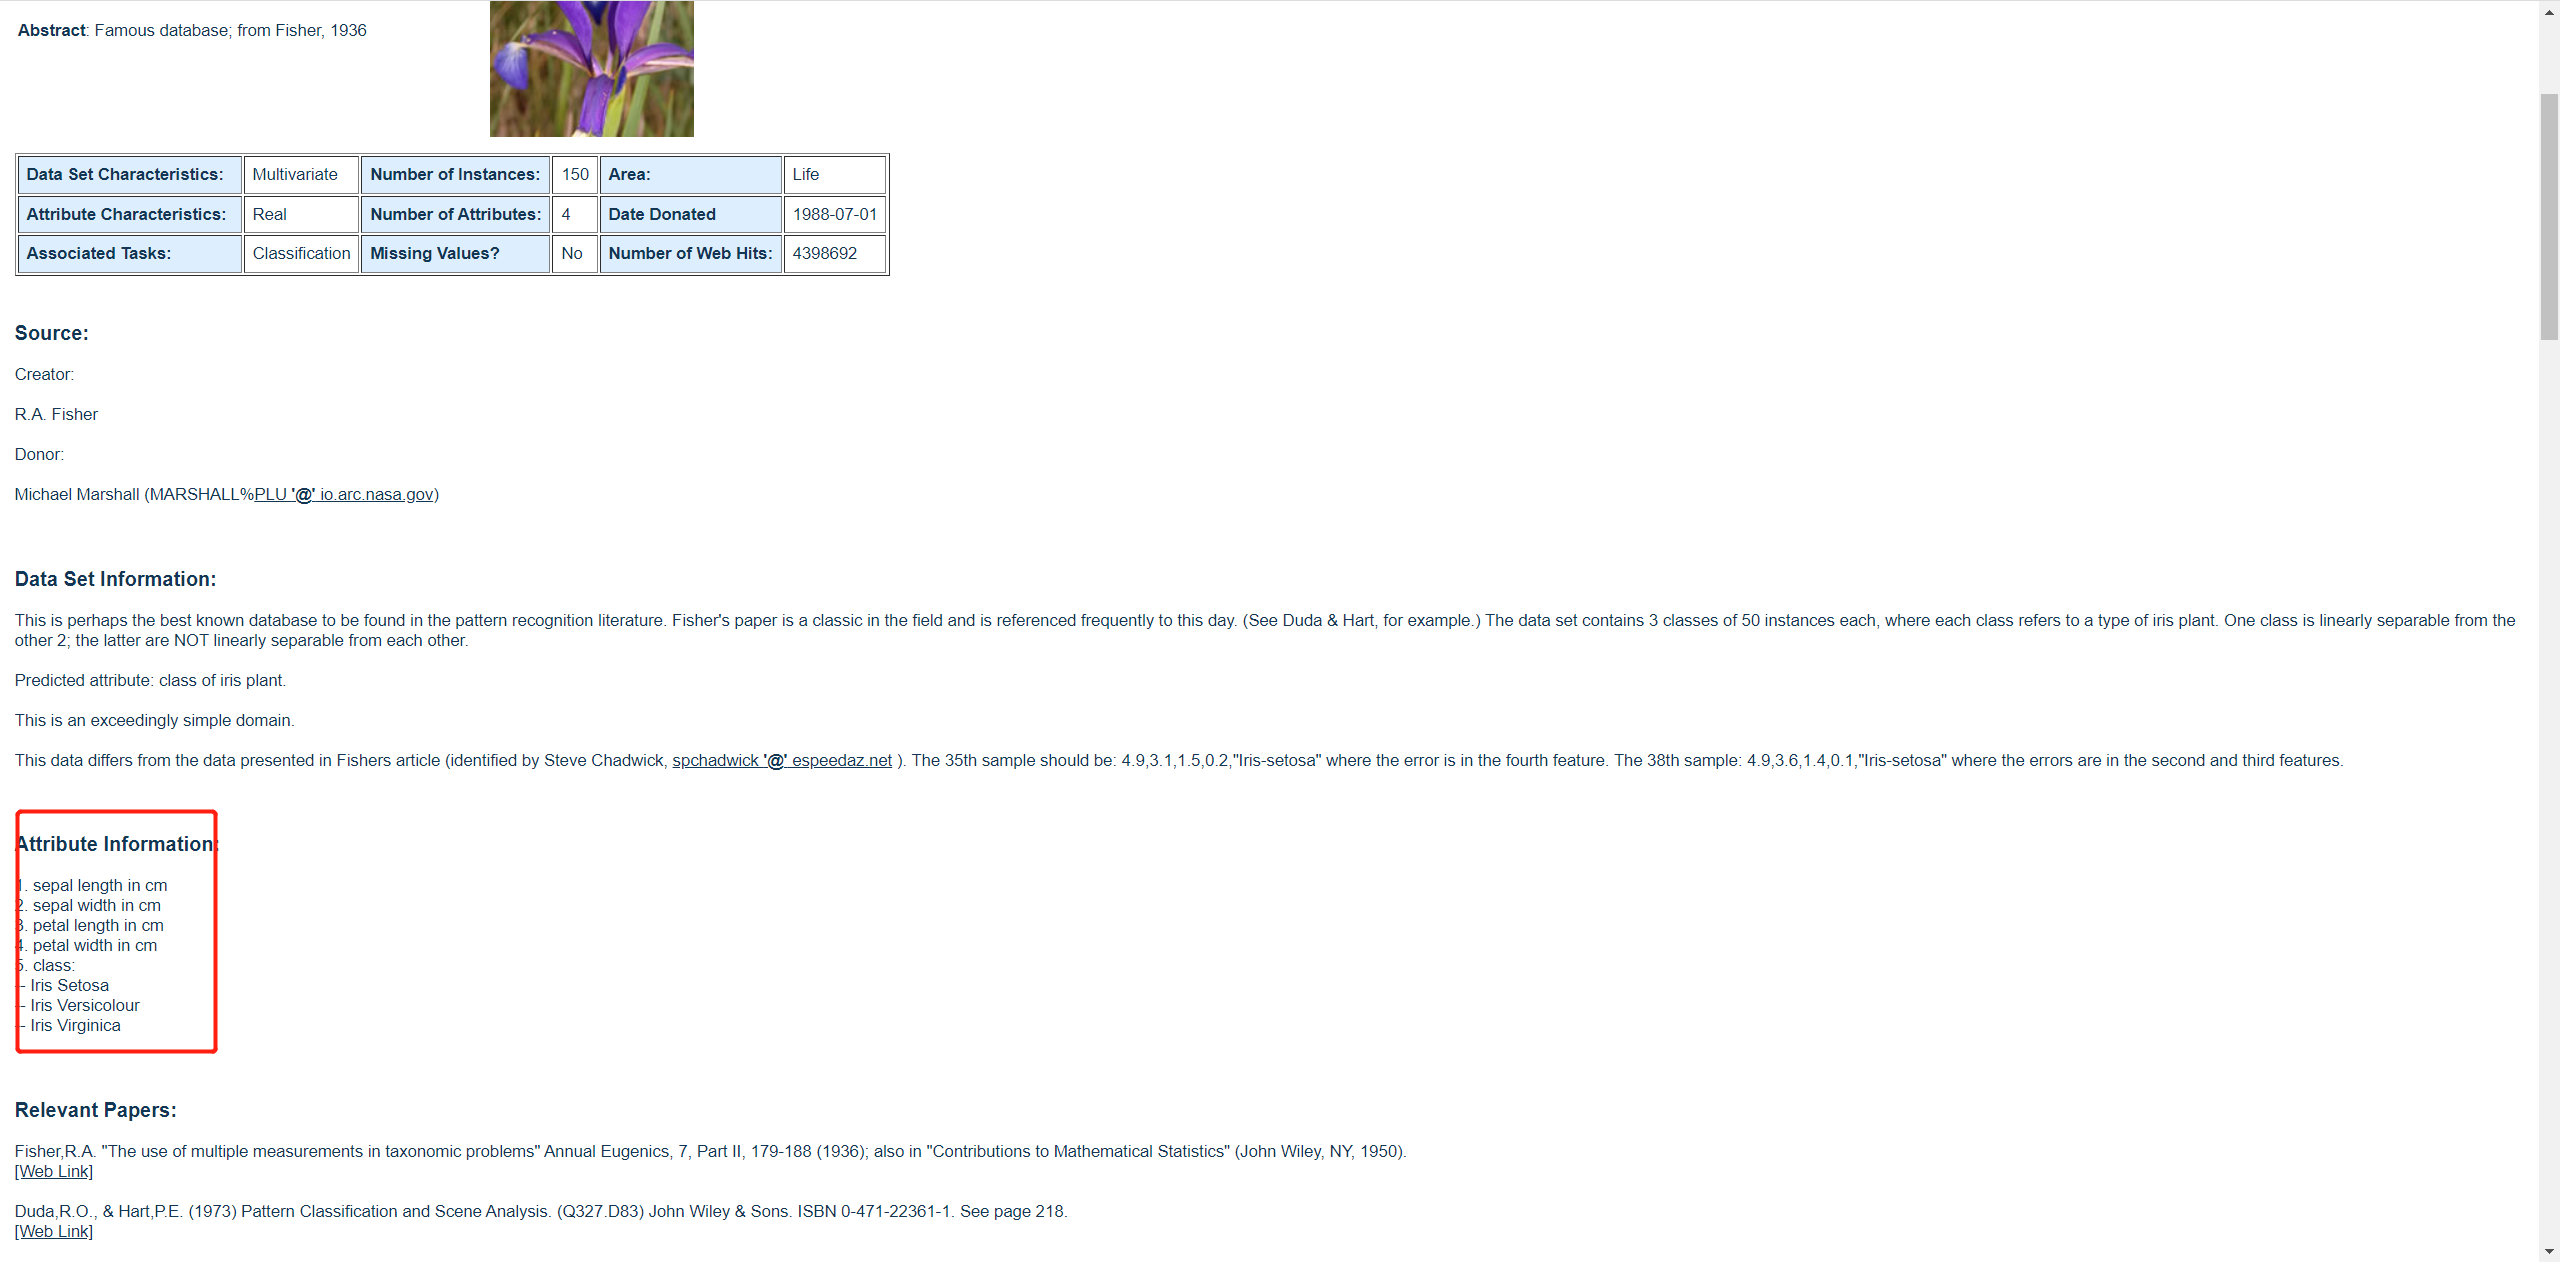 Abstract: Famous database; from Fisher, 1936
Data Set Characteristics: Multivariate Number of Instances: 150 Area: Life
Attribute Characteristics: Real Number of Attributes: 4 Date Donated 1988-07-01
Associated Tasks: Classification Missing Values? No Number of Web Hits: 4398692
Source:
Creator:
R.A. Fisher
Donor:
Michael Marshall (MARSHALL%PLU '@' io.arc.nasa.gov)
Data Set Information:
This is perhaps the best known database to be found in the pattern recognition literature. Fisher's paper is a classic in the field and is referenced frequently to this day. (See Duda & Hart, for example.) The data set contains 3 classes of 50 instances each, where each class refers to a type of iris plant. One class is linearly separable from the
other 2; the latter are NOT linearly separable from each other.
Predicted attribute: class of iris plant.
This is an exceedingly simple domain.
This data differs from the data presented in Fishers article (identified by Steve Chadwick, spchadwick '@' espeedaz.net ). The 35th sample should be: 4.9,3.1,1.5,0.2,"Iris-setosa" where the error is in the fourth feature. The 38th sample: 4.9,3.6,1.4,0.1,"Iris-setosa" where the errors are in the second and third features.
Attribute Information:
1. sepal length in cm
2. sepal width in cm
3. petal length in cm
4. petal width in cm
5. class:
-- Iris Setosa
-- Iris Versicolour
-- Iris Virginica
Relevant Papers:
Fisher,R.A. "The use of multiple measurements in taxonomic problems" Annual Eugenics, 7, Part II, 179-188 (1936); also in "Contributions to Mathematical Statistics" (John Wiley, NY, 1950).
[Web Link]
Duda,R.O., & Hart,P.E. (1973) Pattern Classification and Scene Analysis. (Q327.D83) John Wiley & Sons. ISBN 0-471-22361-1. See page 218.
[Web Link]